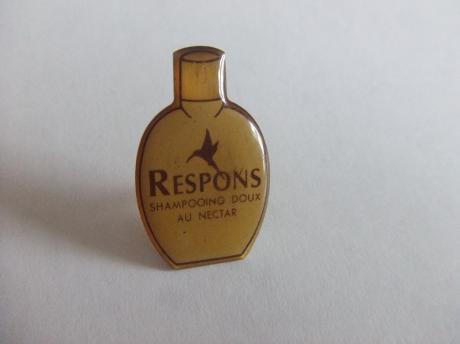 RESPONS
SHAMPOOING DOUX
AU NECTAR